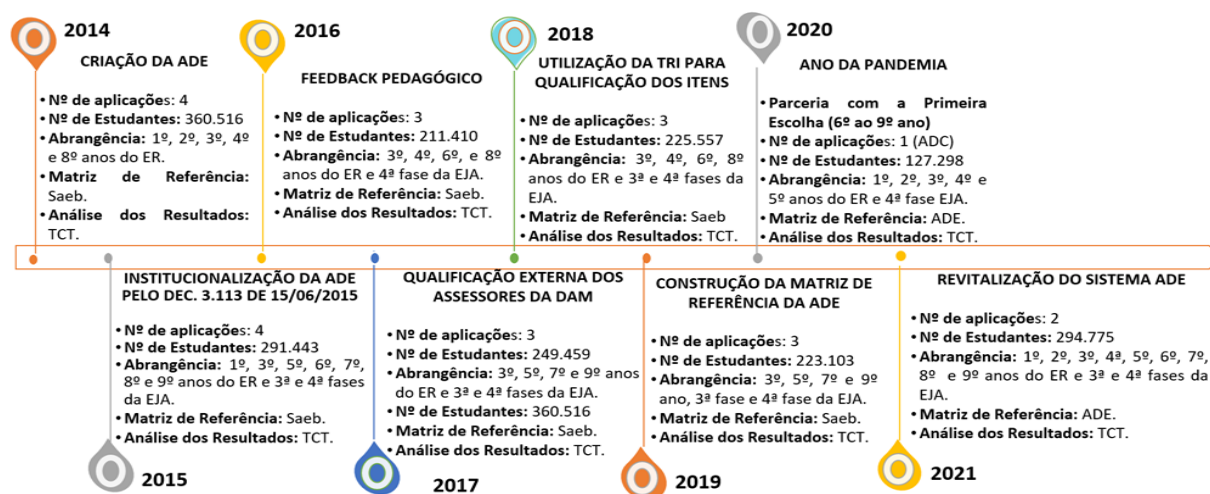 2014
CRIAÇÃO DA ADE
• Nº de aplicações: 4
• Nº de Estudantes: 360.516
• Abrangência: 1º, 2º, 3º, 4º
e 8º anos do ER.
• Matriz de Referência:
Saeb.
• Análise dos Resultados:
TCT.
2016
FEEDBACK PEDAGÓGICO
• Nº de aplicações: 3
• Nº de Estudantes: 211.410
• Abrangência: 3º, 4º, 6º, e 8º
anos do ER e 4ª fase da EJA.
• Matriz de Referência: Saeb.
• Análise dos Resultados: TCT.
2018
UTILIZAÇÃO DA TRI PARA
QUALIFICAÇÃO DOS ITENS
• Nº de aplicações: 3
• Nº de Estudantes: 225.557
• Abrangência: 3º, 4º, 6º, 8º
anos do ER e 3ª e 4ª fases da
EJA.
• Matriz de Referência: Saeb
• Análise dos Resultados: TCT.
2020
ANO DA PANDEMIA
• Parceria com a Primeira
Escolha (6º ao 9º ano)
Nº de aplicações: 1 (ADC)
• Nº de Estudantes: 127.298
• Abrangência: 1º, 2º, 3º, 4º e
5º anos do ER e 4ª fase EJA.
• Matriz de Referência: ADE.
• Análise dos Resultados: TCT.
INSTITUCIONALIZAÇÃO DA ADE
PELO DEC. 3.113 DE 15/06/2015
• Nº de aplicações: 4
• Nº de Estudantes: 291.443
• Abrangência: 1º, 3º, 5º, 6º, 7º,
8º e 9º anos do ER e 3ª e 4ª fases
da EJA.
• Matriz de Referência: Saeb.
• Análise dos Resultados: TCT.
2015
QUALIFICAÇÃO EXTERNA DOS
ASSESSORES DA DAM
• Nº de aplicações: 3
• Nº de Estudantes: 249.459
• Abrangência: 3º, 5º, 7º e 9º anos
do ER e 3ª e 4ª fases da EJA.
• Nº de Estudantes: 360.516
• Matriz de Referência: Saeb.
• Análise dos Resultados: TCT.
2017
CONSTRUÇÃO DA MATRIZ DE
REFERÊNCIA DA ADE
• Nº de aplicações: 3
• Nº de Estudantes: 223.103
• Abrangência: 3º, 5º, 7º e 9º
ano, 3ª fase e 4ª fase da EJA.
• Matriz de Referência: Saeb.
• Análise dos Resultados: TCT.
2019
REVITALIZAÇÃO DO SISTEMA ADE
• Nº de aplicações: 2
• Nº de Estudantes: 294.775
• Abrangência: 1º, 2º, 3º, 4ª, 5º, 6º, 7º,
8º e 9º anos do ER e 3ª e 4ª fases da
EJA.
• Matriz de Referência: ADE.
• Análise dos Resultados: TCT.
2021